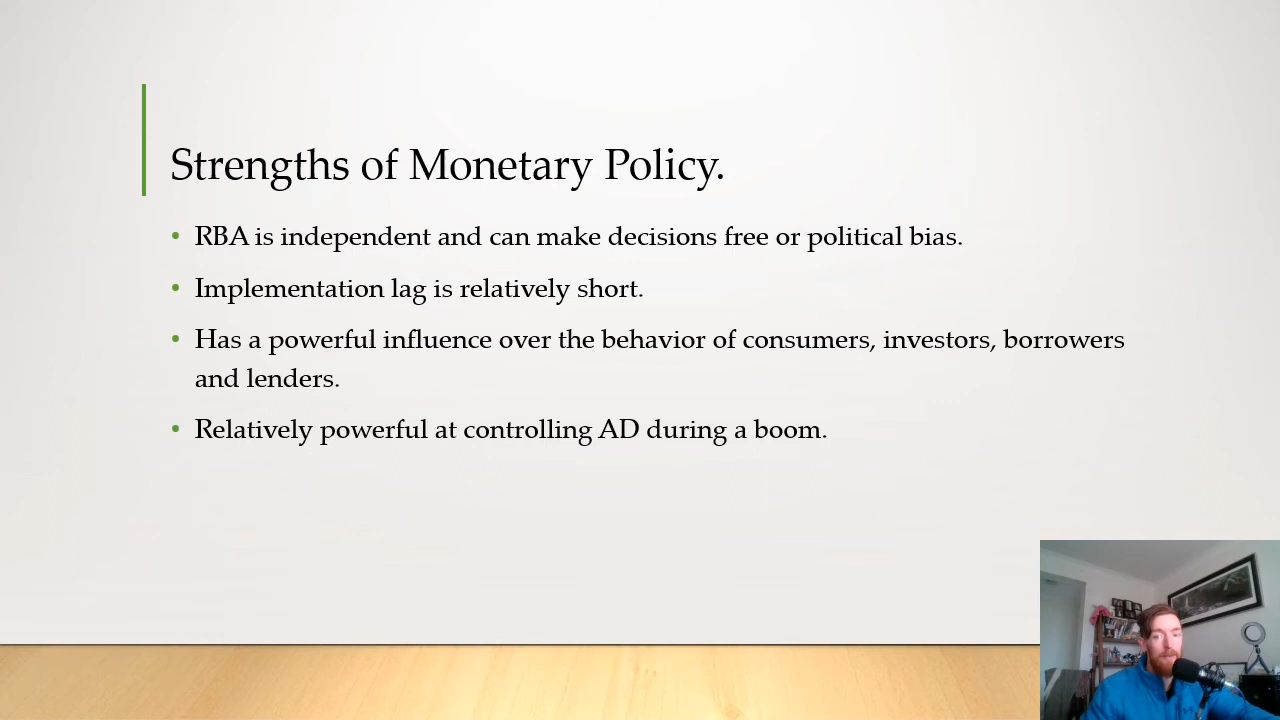 Strengths of Monetary Policy.
• RBA is independent and can make decisions free or political bias.
• Implementation lag is relatively short.
• Has a powerful influence over the behavior of consumers, investors, borrowers
and lenders.
• Relatively powerful at controlling AD during a boom.